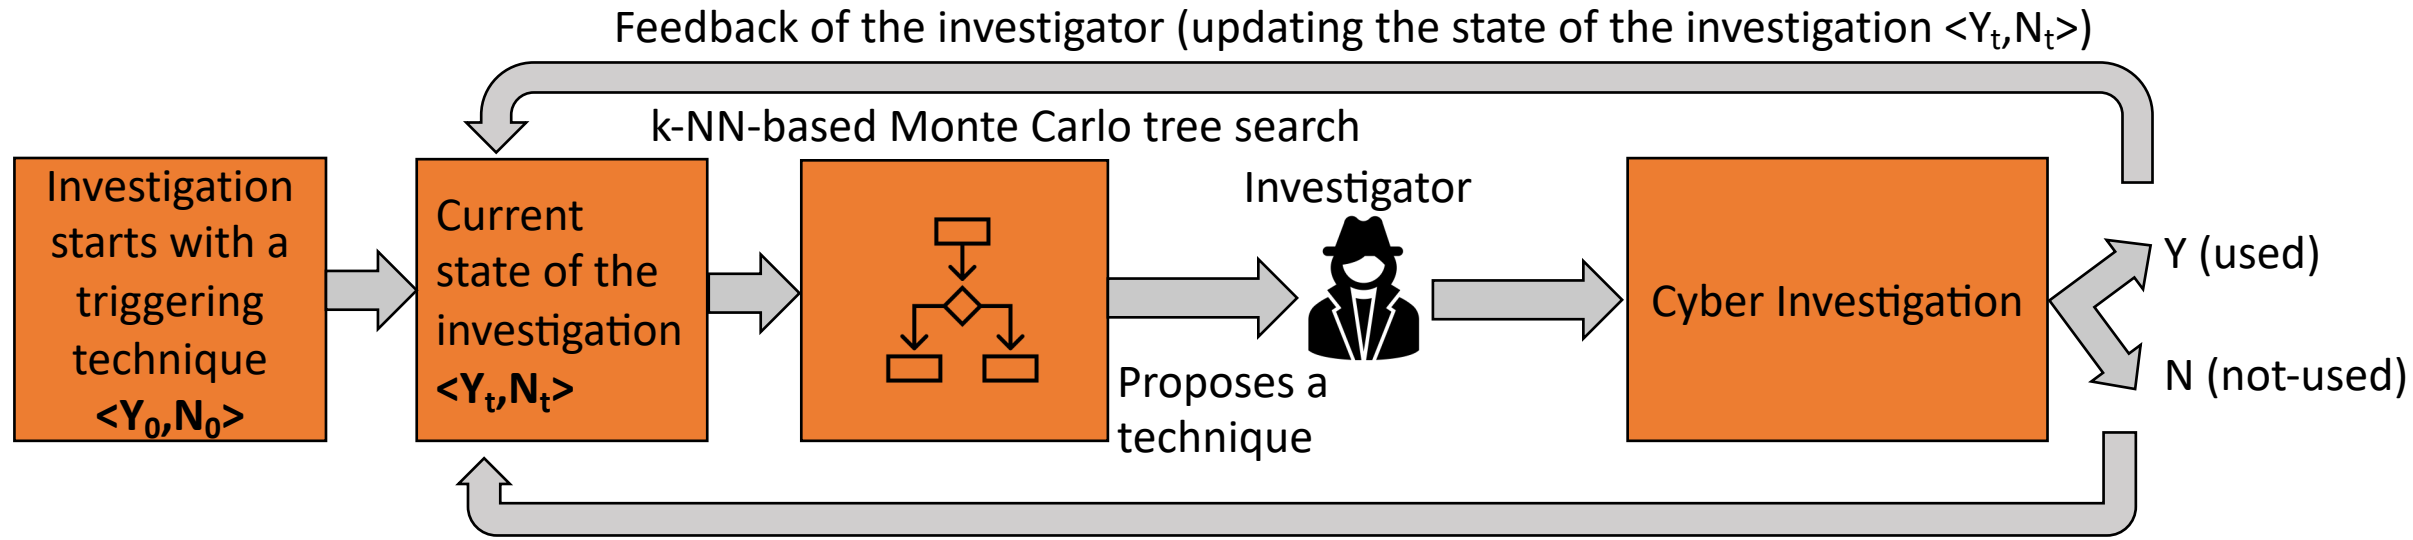 Feedback of the investigator (updating the state of the investigation <Yt,Nt>)
k-NN-based Monte Carlo tree search
Investigation
starts with a
triggering
technique
<Y0,N0>
Current
state of the
investigation
<Yt,Nt>
Investigator
Proposes a
technique
Cyber Investigation
Y (used)
N (not-used)